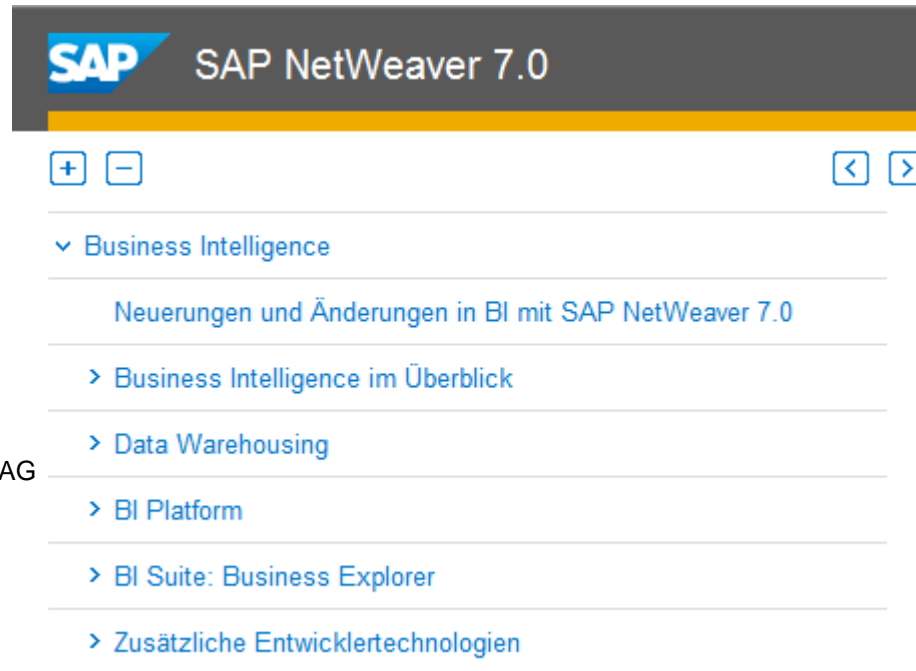 SAP SAP NetWeaver 7.0
Business Intelligence
Neuerungen und Änderungen in BI mit SAP NetWeaver 7.0
Business Intelligence im Überblick
Data Warehousing
AG
BI Platform
BI Suite: Business Explorer
Zusätzliche Entwicklertechnologien